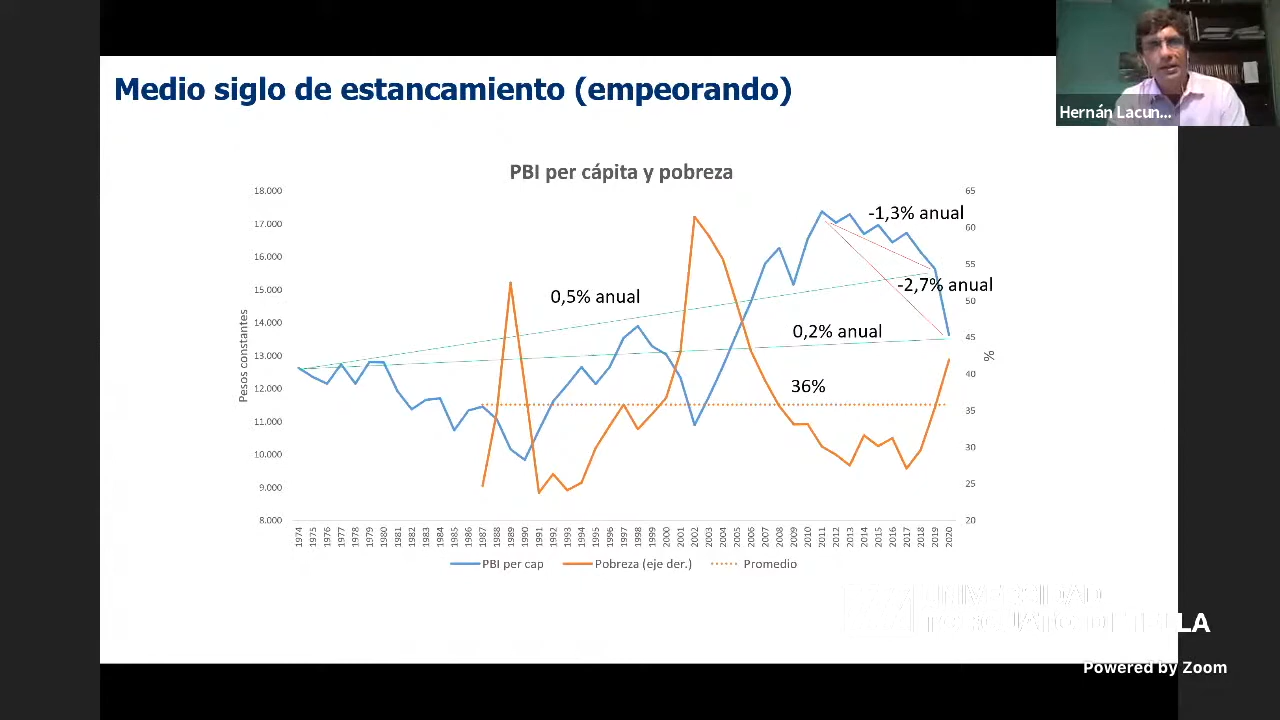 Medio siglo de estancamiento (empeorando)
Hernán Lacun...
PBI per cápita y pobreza
18.000
17.000
16.000
15.000
14.000
13.000
12.000
11.000
10.000
9.000
8.000
Pesos constantes
65
60
55
50
45
40
35
30
25
20
%
-1,3% anual
-2,7% anual
0,5% anual
0,2% anual
36%
1974 1975 1976 1977 1978 1979 1980 1981 1982 1983 1984 1985 1986 1987 1988 1989 1990 1991 1992 1993 1994 1995 1996 1997 1998 1999 2000 2001 2002 2003 2004 2005 2006 2007 2008 2009 2010 2011 2012 2013 2014 2015 2016 2017 2018 2019 2020
PBI per cap Pobreza (eje der.) Promedio
UNIVERSIDAD
TORCUATO DI TELLA
Powered by Zoom